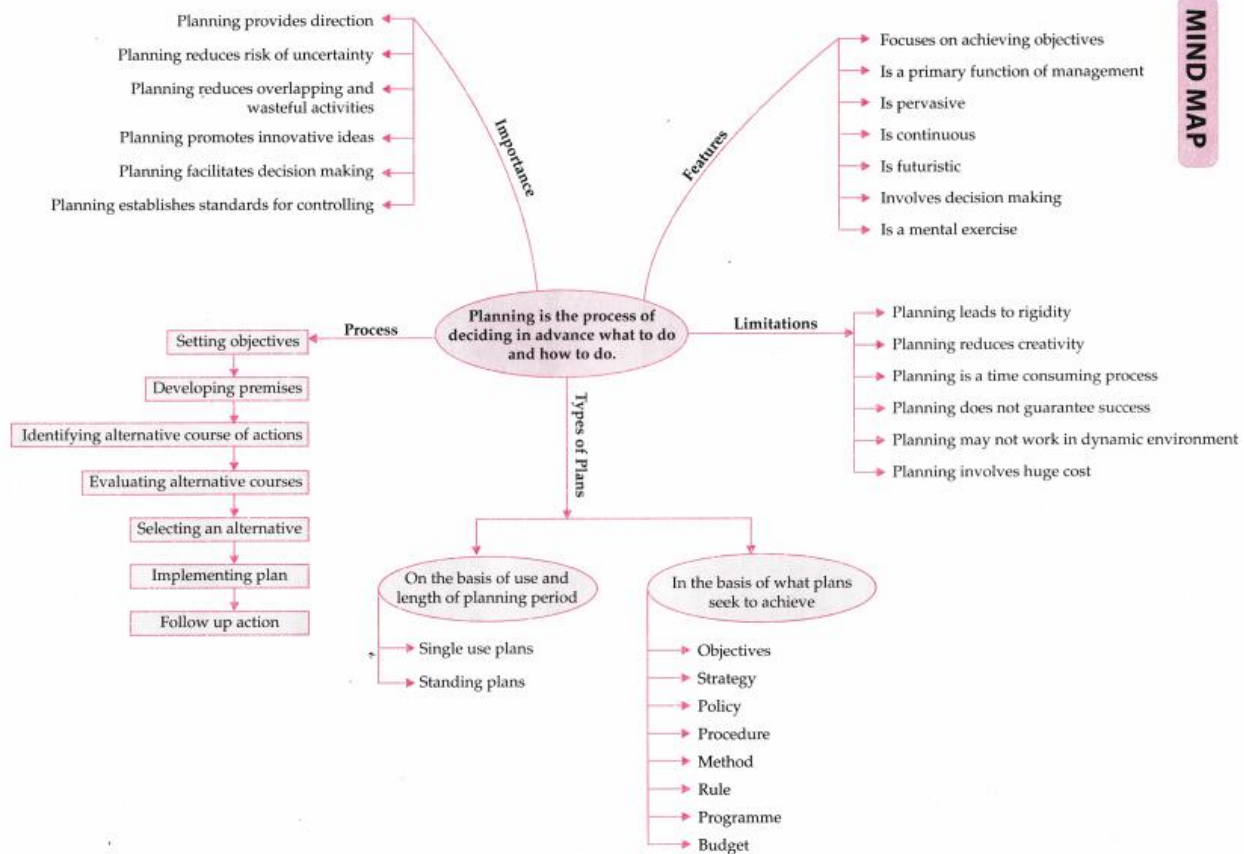 MIND MAP
Planning provides direction
Planning reduces risk of uncertainty
Planning reduces overlapping and
wasteful activities
Planning promotes innovative ideas
Planning facilitates decision making
Planning establishes standards for controlling
Importance
Focuses on achieving objectives
Is a primary function of management
Is pervasive
Is continuous
Is futuristic
Involves decision making
Is a mental exercise
Features
Planning is the process of
deciding in advance what to do
and how to do.
Process
Setting objectives
Developing premises
Identifying alternative course of actions
Evaluating alternative courses
Selecting an alternative
Implementing plan
Follow up action
Limitations
Planning leads to rigidity
Planning reduces creativity
Planning is a time consuming process
Planning does not guarantee success
Planning may not work in dynamic environment
Planning involves huge cost
Types of Plans
On the basis of use and
length of planning period
Single use plans
Standing plans
In the basis of what plans
seek to achieve
Objectives
Strategy
Policy
Procedure
Method
Rule
Programme
Budget